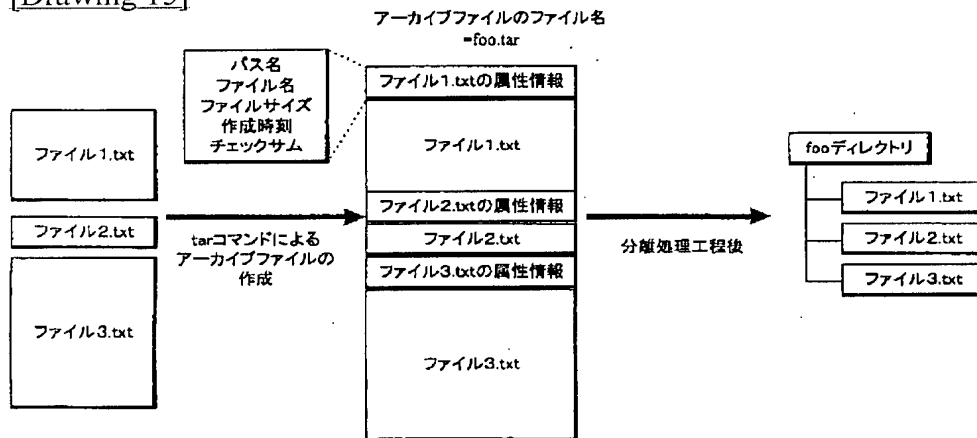 [Drawing 15]
アーカイブファイルのファイル名
=foo.tar
パス名
ファイル名
ファイルサイズ
作成時刻
チェックサム
ファイル1.txt
ファイル2.txt
ファイル3.txt
tarコマンドによる
アーカイブファイルの
作成
ファイル1.txtの属性情報
ファイル1.txt
ファイル2.txtの属性情報
ファイル2.txt
ファイル3.txtの属性情報
ファイル3.txt
分離処理工程後
fooディレクトリ
ファイル1.txt
ファイル2.txt
ファイル3.txt